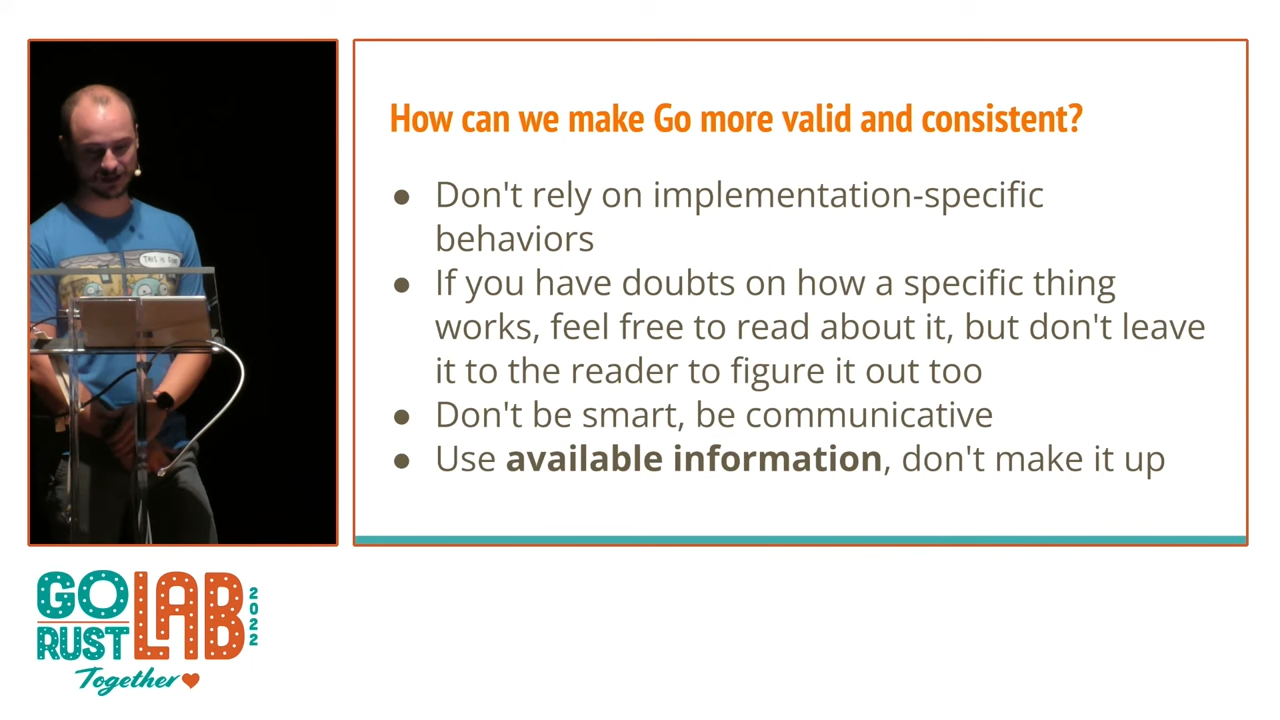 How can we make Go more valid and consistent?
● Don't rely on implementation-specific
behaviors
● If you have doubts on how a specific thing
works, feel free to read about it, but don't leave
it to the reader to figure it out too
● Don't be smart, be communicative
● Use available information, don't make it up
THIS IS FINE
GO LAB 2022
RUST
Together